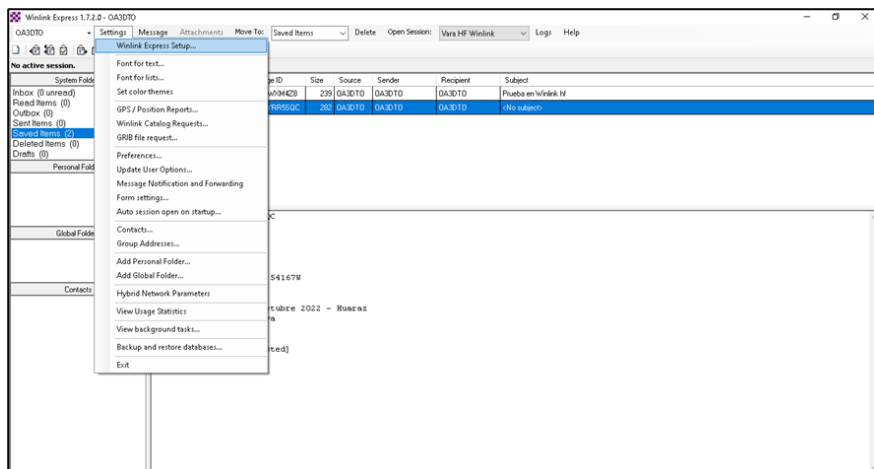 Winlink Express 1.7.2.0 - OA3DTO
OA3DTO Settings Message Attachments Move To: Saved Items Delete Open Session: Vara HF Winlink Logs Help
No active session.
System Folde
Inbox (0 unread)
Read Items (0)
Outbox (0)
Sent Items (0)
Saved Items (2)
Deleted Items (0)
Drafts (0)
Personal Fold
Global Folde
Contacts
Winlink Express Setup...
Font for text...
Font for lists...
Set color themes
GPS / Position Reports...
Winlink Catalog Requests...
GRIB file request...
Preferences...
Update User Options...
Message Notification and Forwarding
Form settings...
Auto session open on startup...
Contacts...
Group Addresses...
Add Personal Folder...
Add Global Folder...
Hybrid Network Parameters
View Usage Statistics
View background tasks...
Backup and restore databases...
Exit
ge ID Size Source Sender Recipient Subject
239 OA3DTO OA3DTO OA3DTO Prueba en Winlink hf
282 OA3DTO OA3DTO OA3DTO <No subject>
QC
54167W
ctubre 2022 - Huaraz
ted]